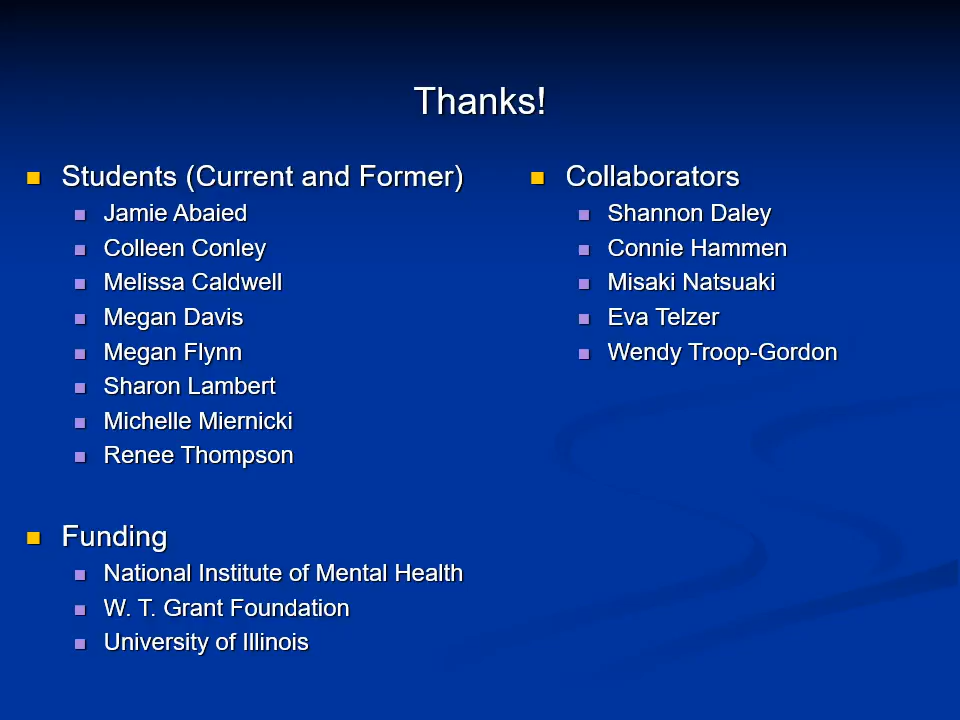 Thanks!
Students (Current and Former)
Jamie Abaied
Colleen Conley
Melissa Caldwell
Megan Davis
Megan Flynn
Sharon Lambert
Michelle Miernicki
Renee Thompson
Funding
National Institute of Mental Health
W. T. Grant Foundation
University of Illinois
Collaborators
Shannon Daley
Connie Hammen
Misaki Natsuaki
Eva Telzer
Wendy Troop-Gordon